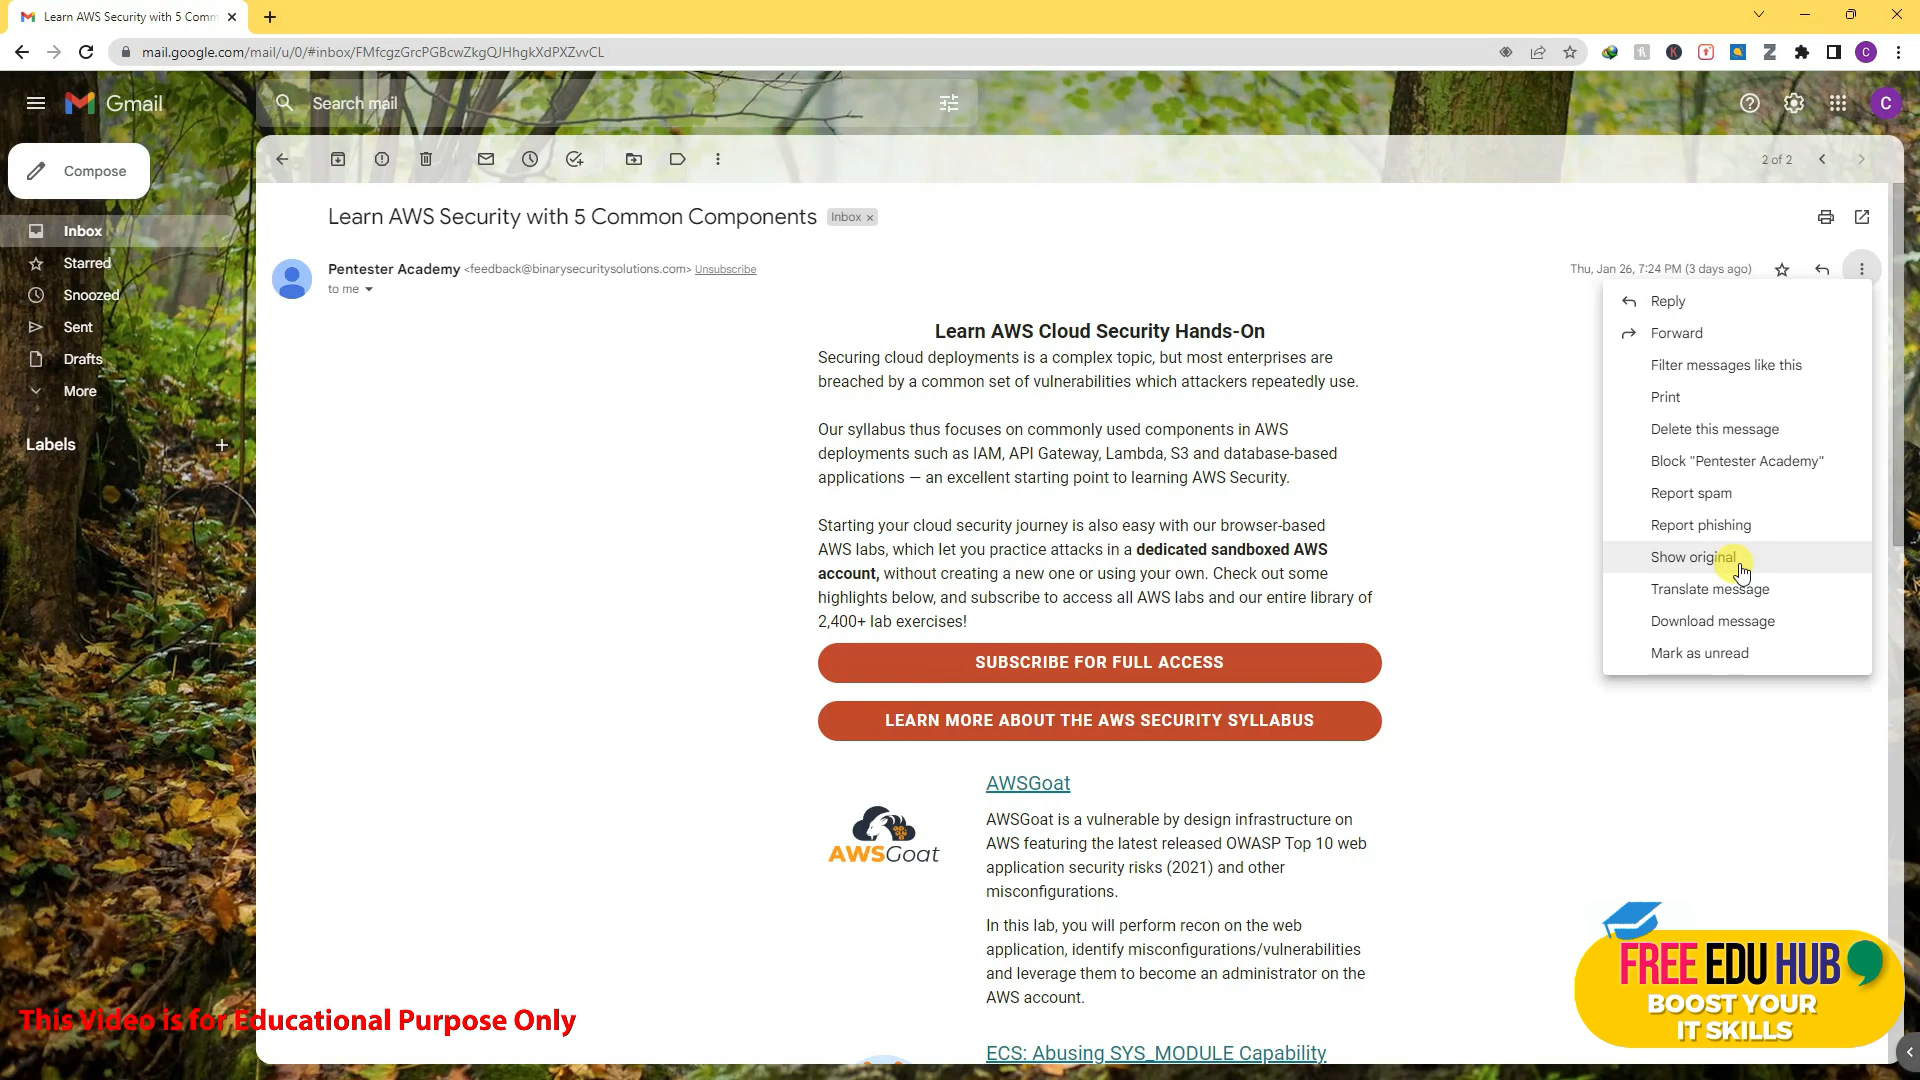 Learn AWS Security with 5 Comm
mail.google.com/mail/u/0/#inbox/FMfcgzGrcPGBcwZkgQJHhgkXdPXZvvCL
C
Gmail
Search mail
C
Compose
2 of 2
Inbox
Starred
Snoozed
Sent
Drafts
More
Labels
Learn AWS Security with 5 Common Components Inbox x
Pentester Academy <feedback@binarysecuritysolutions.com> Unsubscribe
Thu, Jan 26, 7:24 PM (3 days ago)
to me
Learn AWS Cloud Security Hands-On
Securing cloud deployments is a complex topic, but most enterprises are
breached by a common set of vulnerabilities which attackers repeatedly use.
Our syllabus thus focuses on commonly used components in AWS
deployments such as IAM, API Gateway, Lambda, S3 and database-based
applications — an excellent starting point to learning AWS Security.
Starting your cloud security journey is also easy with our browser-based
AWS labs, which let you practice attacks in a dedicated sandboxed AWS
account, without creating a new one or using your own. Check out some
highlights below, and subscribe to access all AWS labs and our entire library of
2,400+ lab exercises!
SUBSCRIBE FOR FULL ACCESS
LEARN MORE ABOUT THE AWS SECURITY SYLLABUS
AWSGoat
AWSGoat
AWSGoat is a vulnerable by design infrastructure on
AWS featuring the latest released OWASP Top 10 web
application security risks (2021) and other
misconfigurations.
In this lab, you will perform recon on the web
application, identify misconfigurations/vulnerabilities
and leverage them to become an administrator on the
AWS account.
ECS: Abusing SYS_MODULE Capability
Reply
Forward
Filter messages like this
Print
Delete this message
Block "Pentester Academy"
Report spam
Report phishing
Show original
Translate message
Download message
Mark as unread
This Video is for Educational Purpose Only
FREE EDU HUB
BOOST YOUR
IT SKILLS